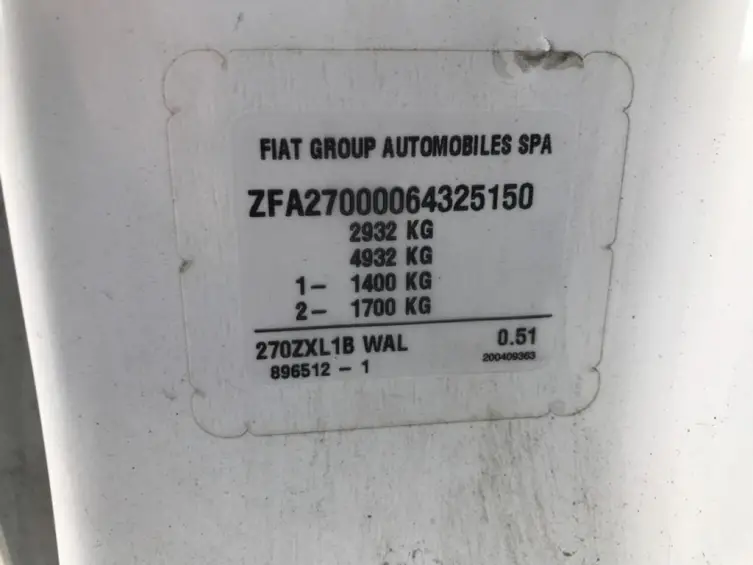 FIAT GROUP AUTOMOBILES SPA
ZFA27000064325150
2932 KG
4932 KG
1- 1400 KG
2- 1700 KG
270ZXL1B WAL 0.51
896512 - 1 200409363